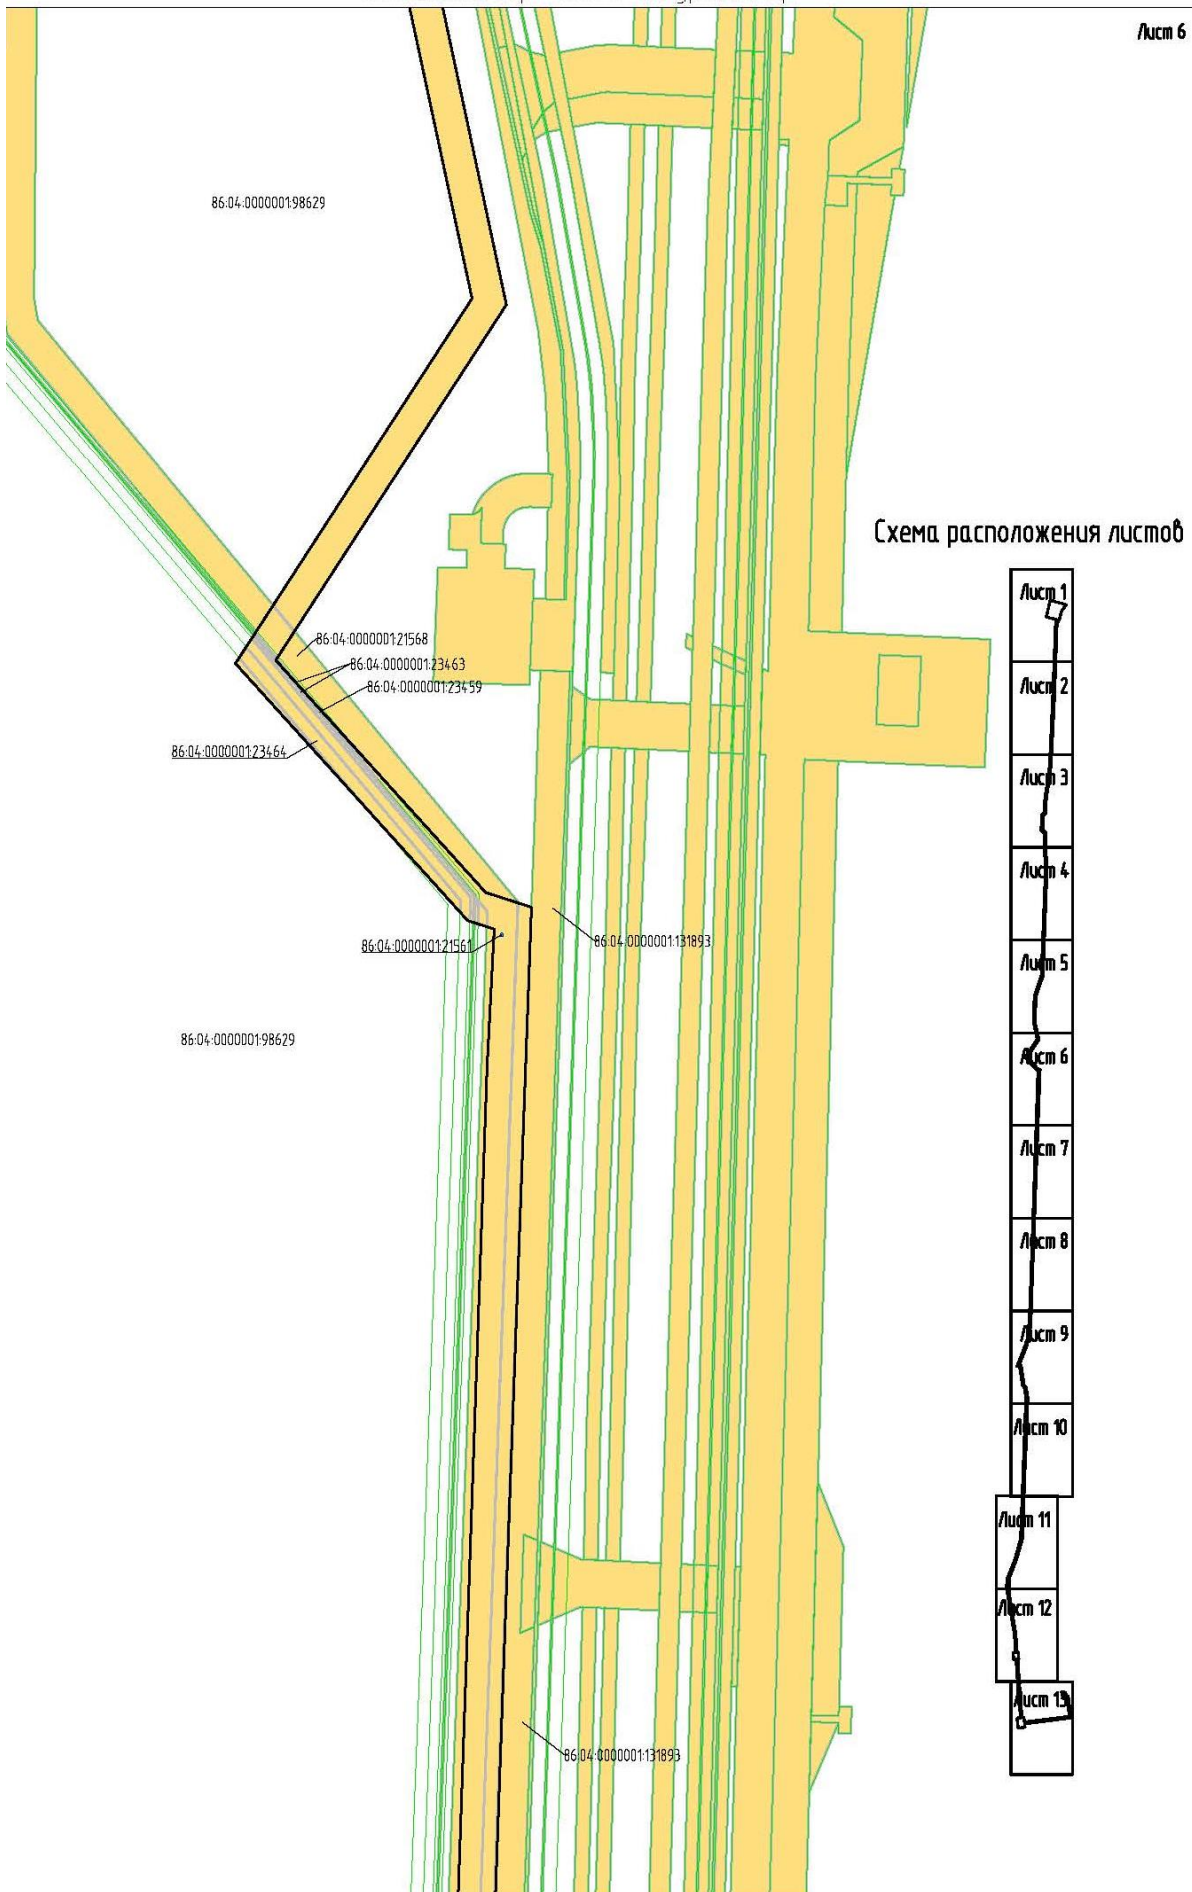 Лист 6
86:04:0000001:98629
Схема расположения листов
Лист 1
86:04:0000001:21568
86:04:0000001:23463
86:04:0000001:23459
Лист 2
86:04:0000001:23464
Лист 3
Лист 4
86:04:0000001:21561
86:04:0000001:131893
Лист 5
86:04:0000001:98629
Лист 6
Лист 7
Лист 8
Лист 9
Лист 10
Лист 11
Лист 12
Лист 13
86:04:0000001:131893